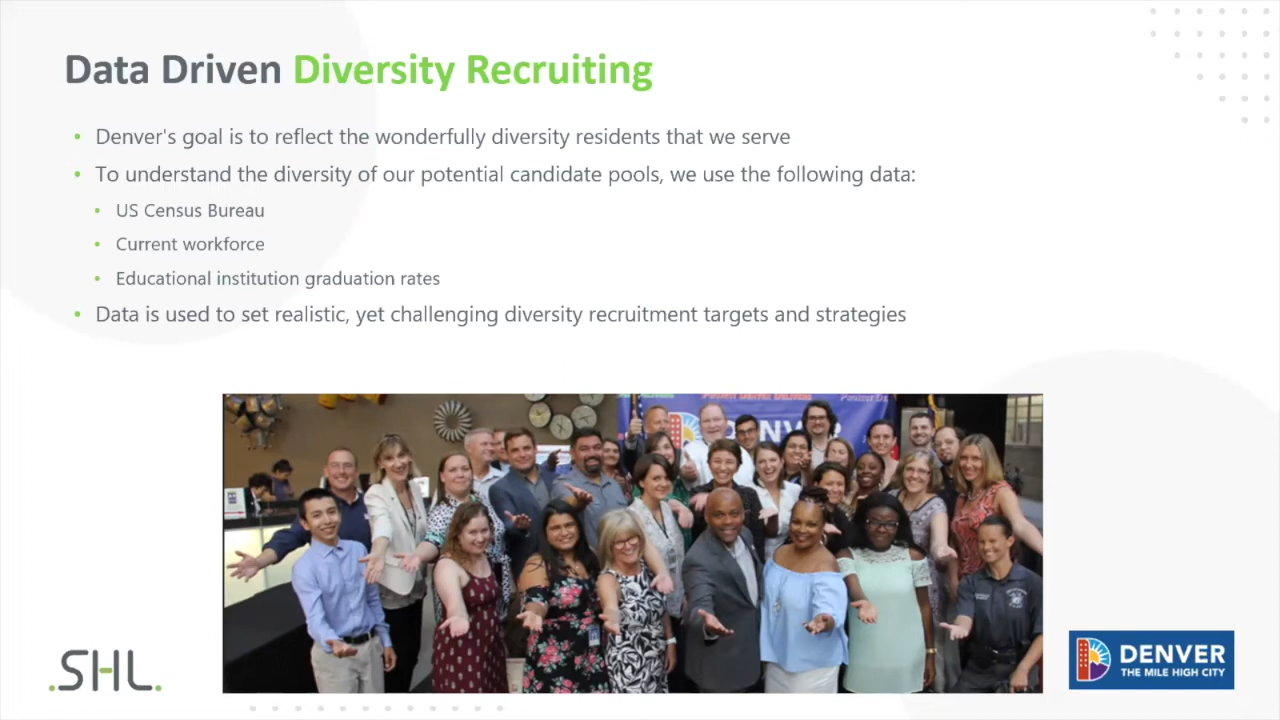 Data Driven Diversity Recruiting
• Denver's goal is to reflect the wonderfully diversity residents that we serve
• To understand the diversity of our potential candidate pools, we use the following data:
• US Census Bureau
• Current workforce
• Educational institution graduation rates
• Data is used to set realistic, yet challenging diversity recruitment targets and strategies
DENVER
.SHL.
DENVER
THE MILE HIGH CITY